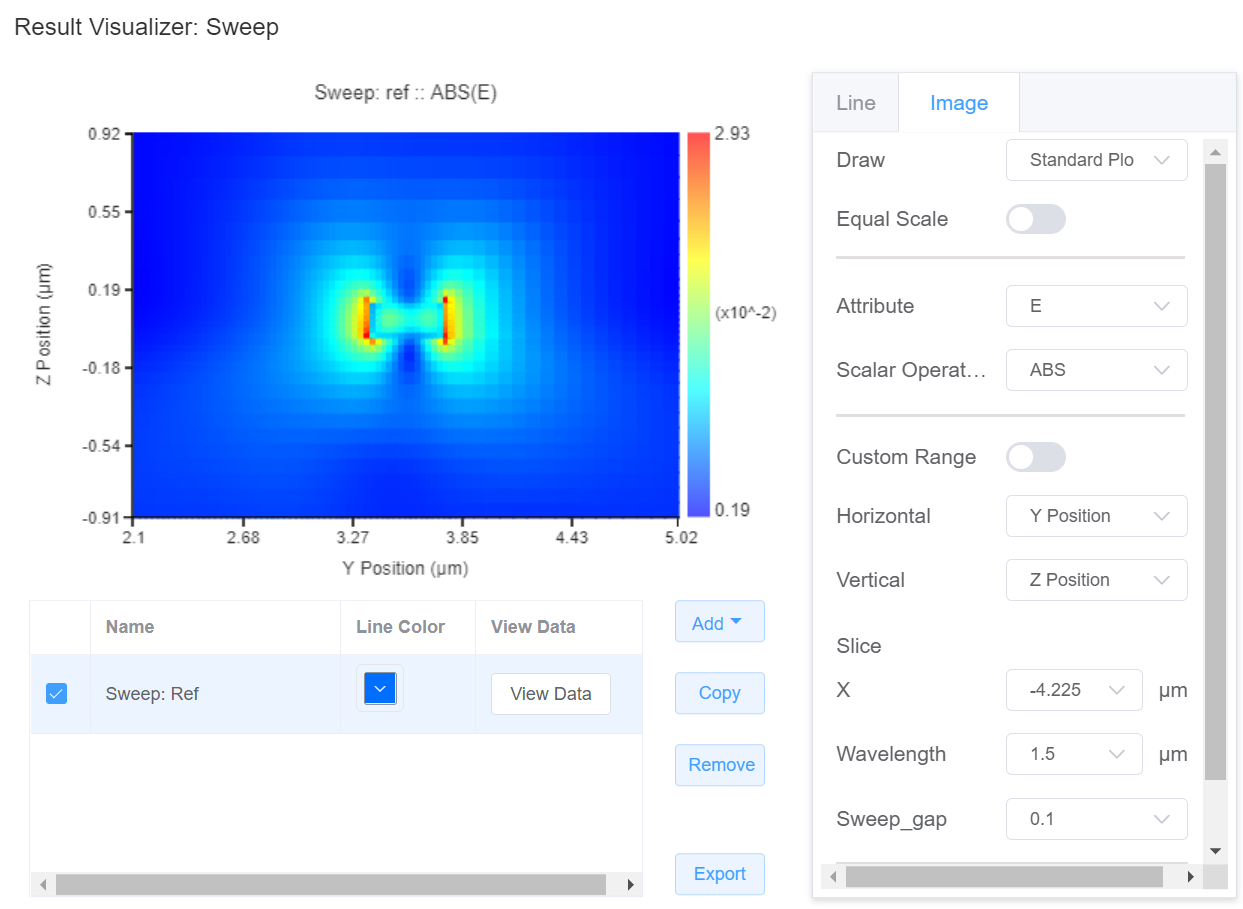 Result Visualizer: Sweep
Sweep: ref :: ABS(E)
0.92
0.55
0.19
-0.18
-0.54
-0.91
Z Position (μm)
2.1 2.68 3.27 3.85 4.43 5.02
Y Position (μm)
2.93
(x10^-2)
0.19
Name Line Color View Data
Sweep: Ref View Data
Add
Copy
Remove
Export
Line Image
Draw Standard Plo
Equal Scale
Attribute E
Scalar Operat... ABS
Custom Range
Horizontal Y Position
Vertical Z Position
Slice
X -4.225 μm
Wavelength 1.5 μm
Sweep_gap 0.1